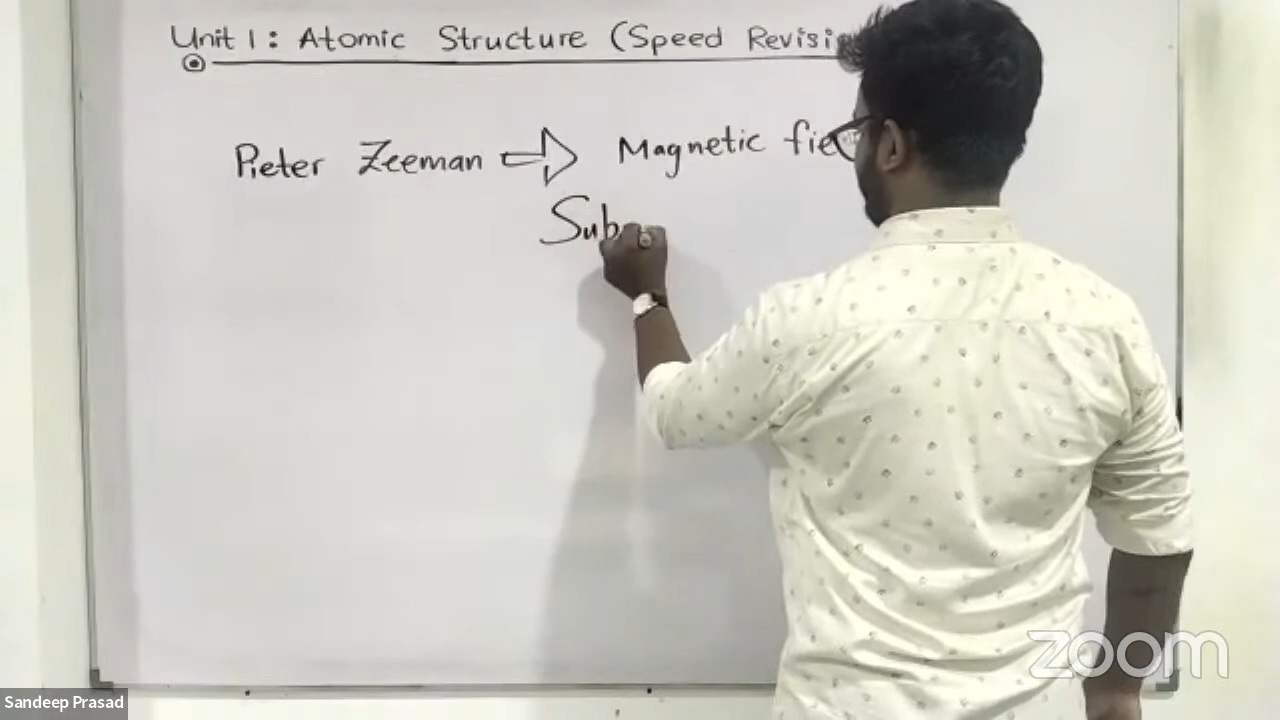 Unit 1: Atomic Structure (Speed Revisi
Pieter Zeeman ⇒ Magnetic fie
Sub
zoom
Sandeep Prasad